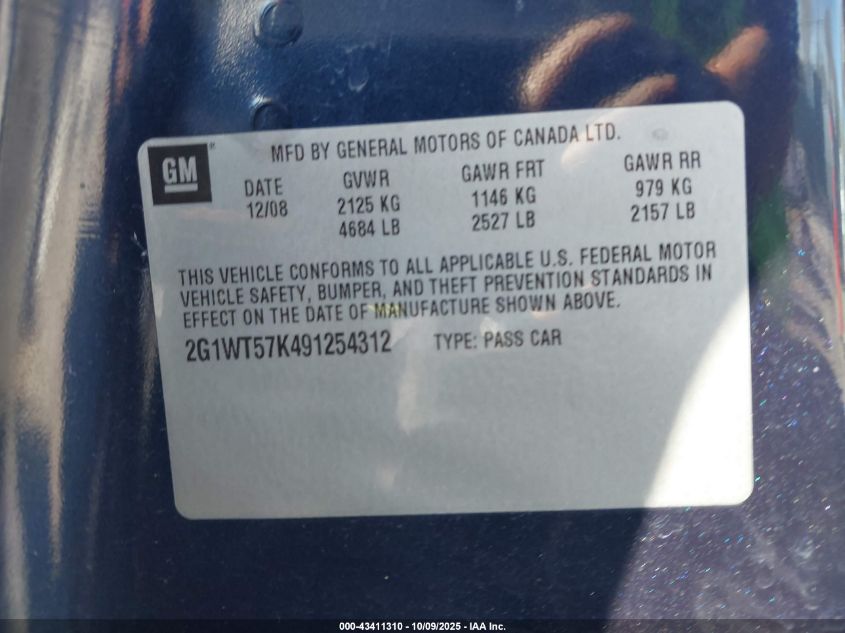 GM
MFD BY GENERAL MOTORS OF CANADA LTD.
DATE GVWR GAWR FRT GAWR RR
12/08 2125 KG 1146 KG 979 KG
4684 LB 2527 LB 2157 LB
THIS VEHICLE CONFORMS TO ALL APPLICABLE U.S. FEDERAL MOTOR
VEHICLE SAFETY, BUMPER, AND THEFT PREVENTION STANDARDS IN
EFFECT ON THE DATE OF MANUFACTURE SHOWN ABOVE.
2G1WT57K491254312 TYPE: PASS CAR
000-43411310 - 10/09/2025 - IAA Inc.